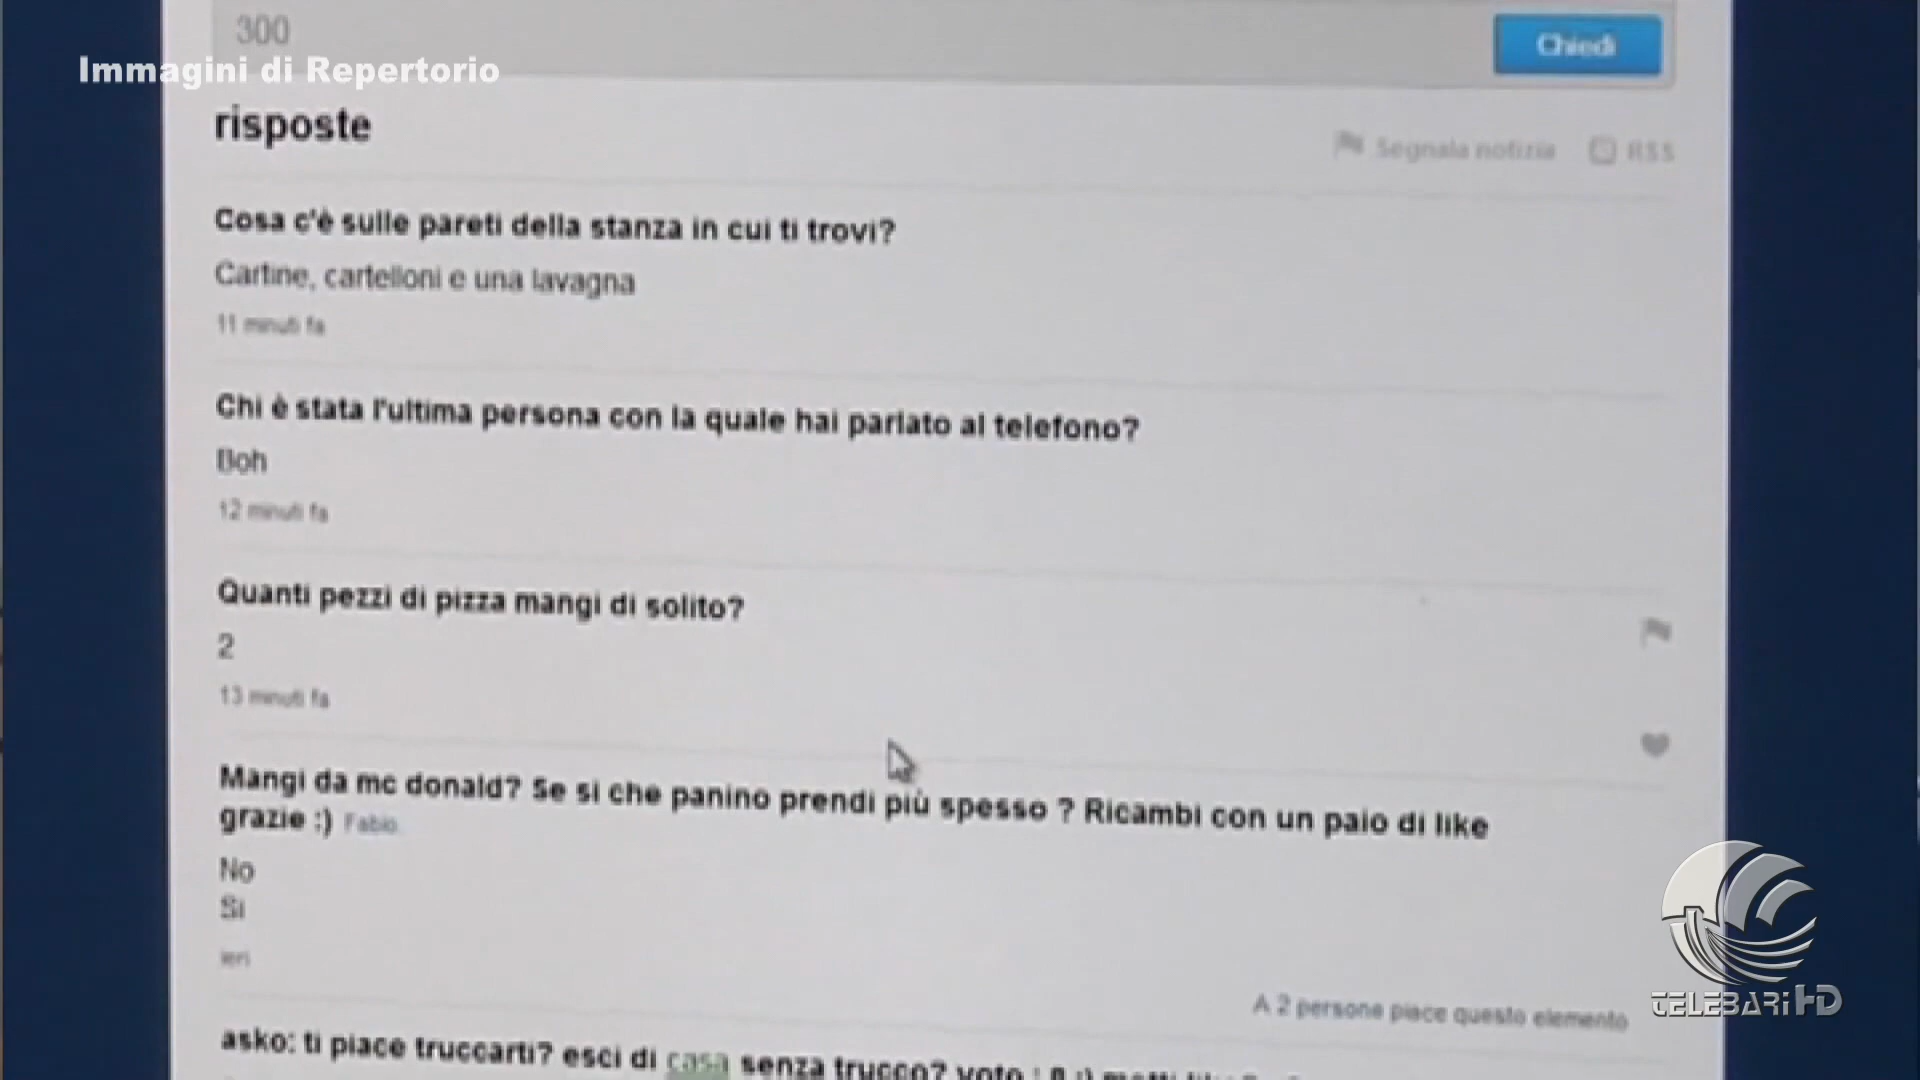 300
Chiedi
Immagini di Repertorio
risposte
Segnala notizia RSS
Cosa c'è sulle pareti della stanza in cui ti trovi?
Cartine, cartelloni e una lavagna
11 minuti fa
Chi è stata l'ultima persona con la quale hai parlato al telefono?
Boh
12 minuti fa
Quanti pezzi di pizza mangi di solito?
2
13 minuti fa
Mangi da mc donald? Se si che panino prendi più spesso ? Ricambi con un paio di like
grazie :) Fabio
No
Si
ieri
A 2 persone piace questo elemento
TELEBARI HD
asko: ti piace truccarti? esci di casa senza trucco? voto :